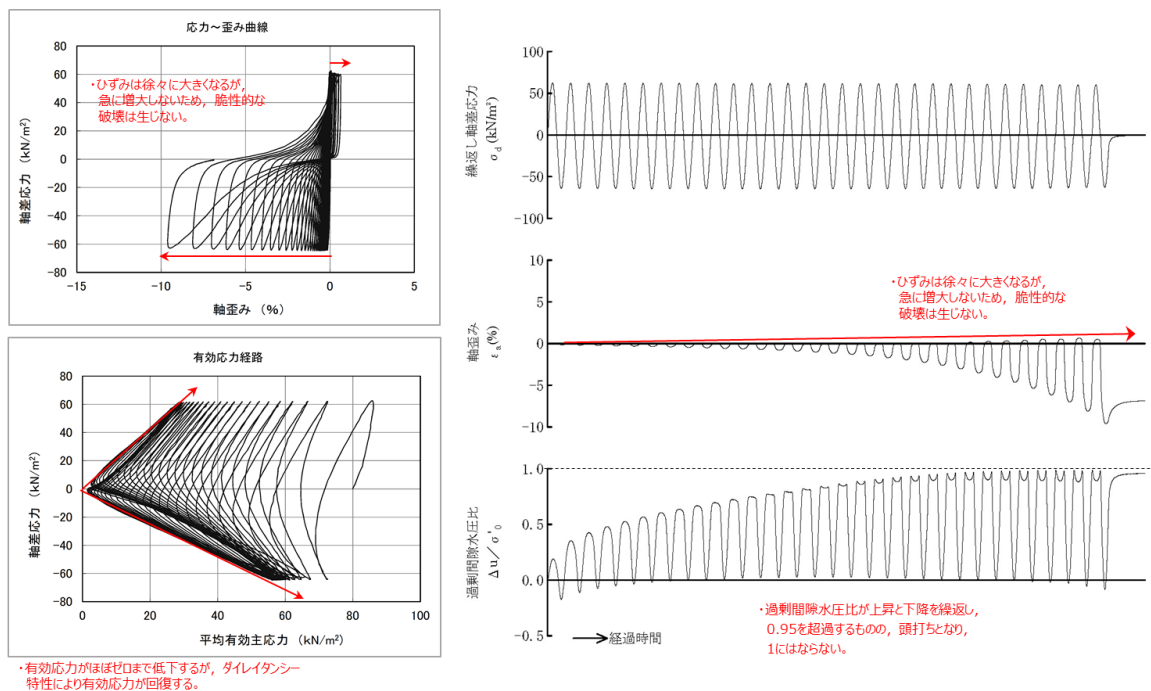 応力～歪み曲線
80
60
40
20
0
-20
-40
-60
-80
軸差応力 (kN/m²)
・ひずみは徐々に大きくなるが,
急に増大しないため, 脆性的な
破壊は生じない。
-15
-10
-5
0
5
軸歪み (%)
有効応力経路
80
60
40
20
0
-20
-40
-60
-80
軸差応力 (kN/m²)
0
20
40
60
80
100
平均有効主応力 (kN/m²)
・有効応力がほぼゼロまで低下するが, ダイレイタンシー
特性により有効応力が回復する。
100
50
0
-50
-100
繰返し軸差応力
σd (kN/m²)
10
5
0
-5
-10
軸歪み
εa(%)
・ひずみは徐々に大きくなるが,
急に増大しないため, 脆性的な
破壊は生じない。
1.0
0.5
0.0
-0.5
過剰間隙水圧比
Δu/σ'0
→経過時間
・過剰間隙水圧比が上昇と下降を繰返し,
0.95を超過するものの, 頭打ちとなり,
1にはならない。